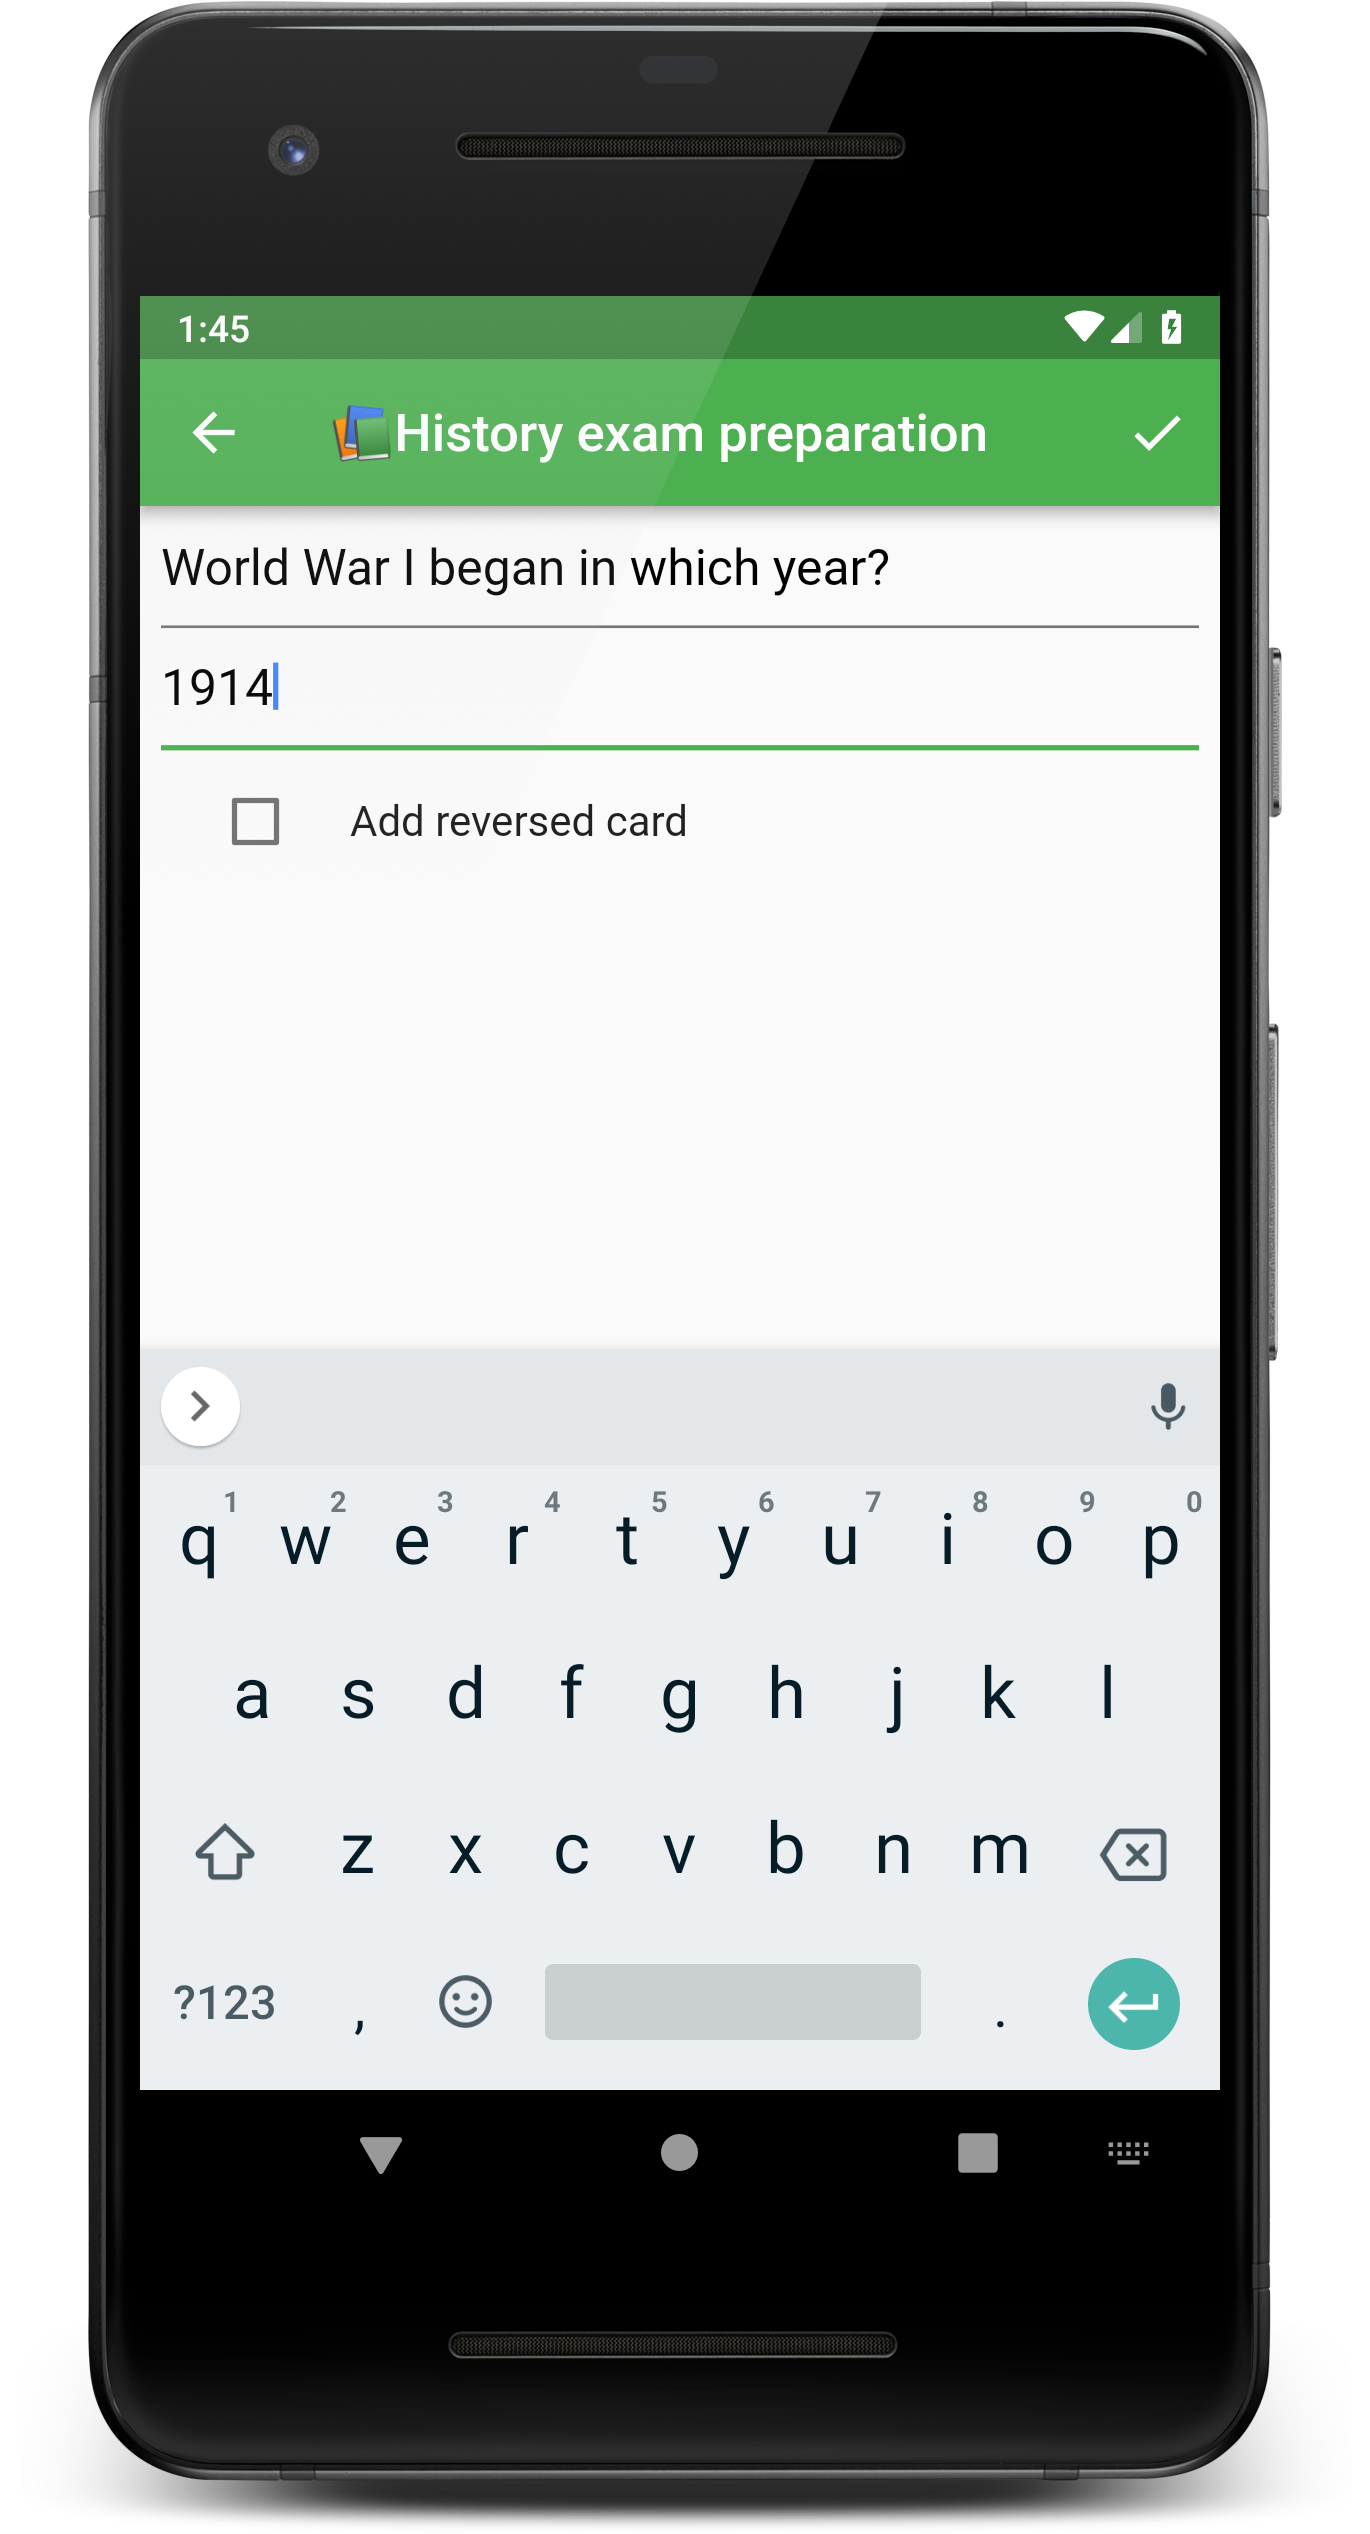 1:45
History exam preparation
World War I began in which year?
1914
Add reversed card
1 2 3 4 5 6 7 8 9 0
q w e r t y u i o p
a s d f g h j k l
z x c v b n m
?123 , .